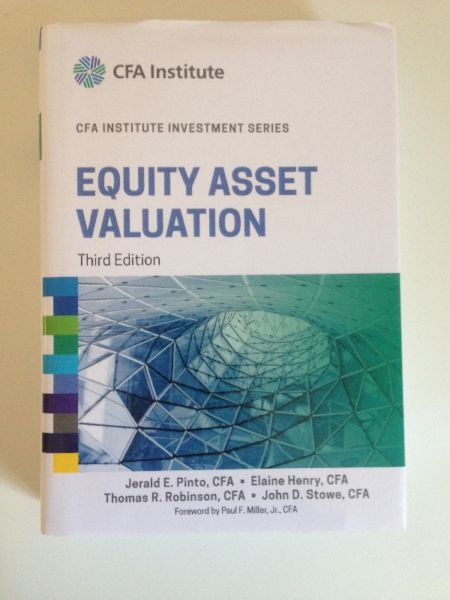 CFA Institute
CFA INSTITUTE INVESTMENT SERIES
EQUITY ASSET
VALUATION
Third Edition
Jerald E. Pinto, CFA ▪ Elaine Henry, CFA
Thomas R. Robinson, CFA ▪ John D. Stowe, CFA
Foreword by Paul F. Miller, Jr., CFA